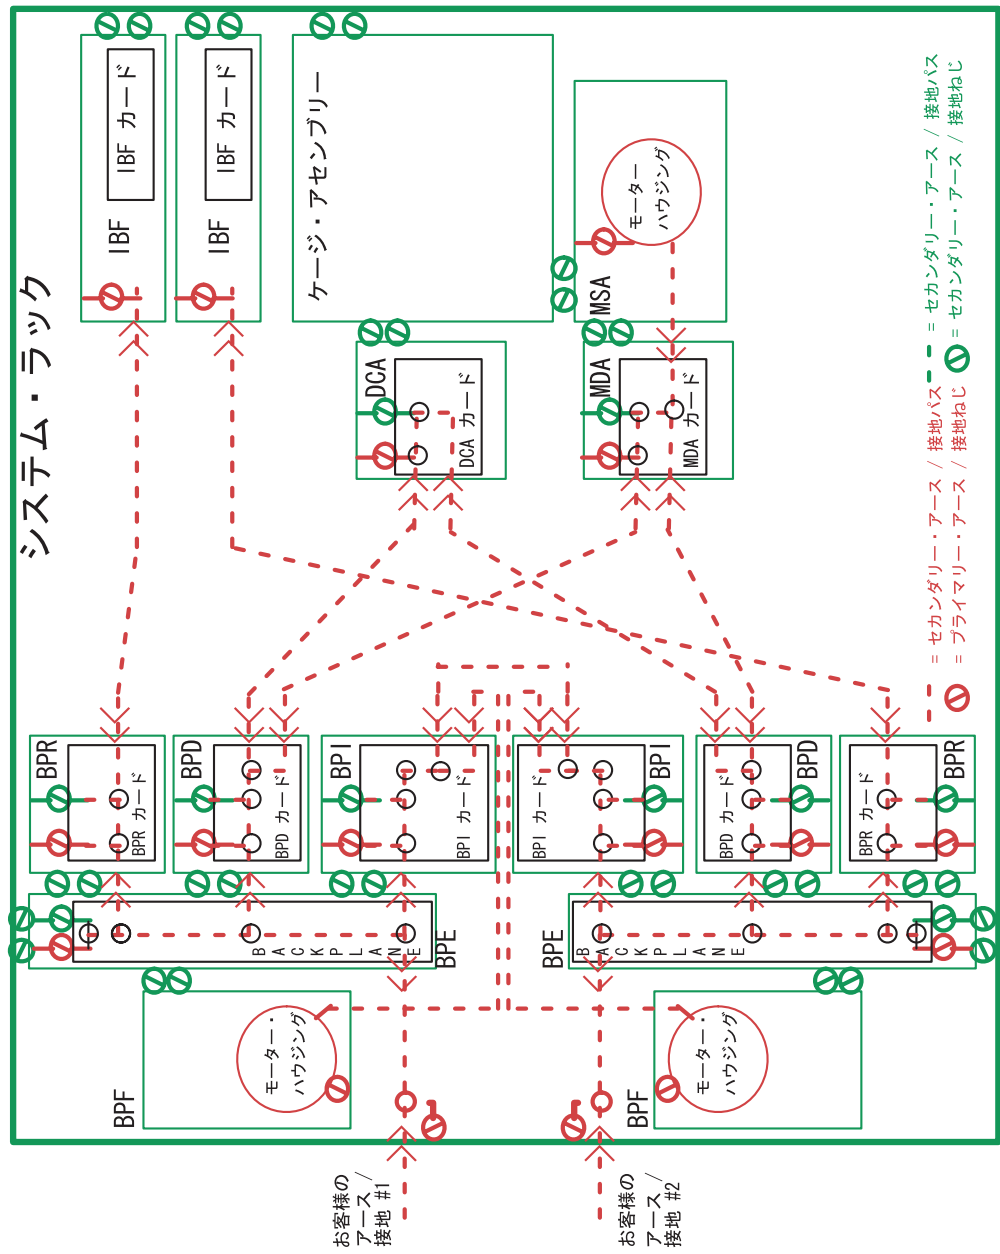 システム・ラック
IBF
IBF カード
IBF
IBF カード
ケージ・アセンブリー
MSA
モーター
ハウジング
DCA
DCA カード
MDA
MDA カード
BPR
BPR カード
BPD
BPD カード
BPI
BPI カード
BPI
BPI カード
BPD
BPD カード
BPR
BPR カード
BPE
BACKPLANE
BPE
BACKPLANE
BPF
モーター・
ハウジング
BPF
モーター・
ハウジング
お客様の
アース /
接地 #1
お客様の
アース /
接地 #2
= セカンダリー・アース / 接地パス
= プライマリー・アース / 接地ねじ
= セカンダリー・アース / 接地パス
= セカンダリー・アース / 接地ねじ